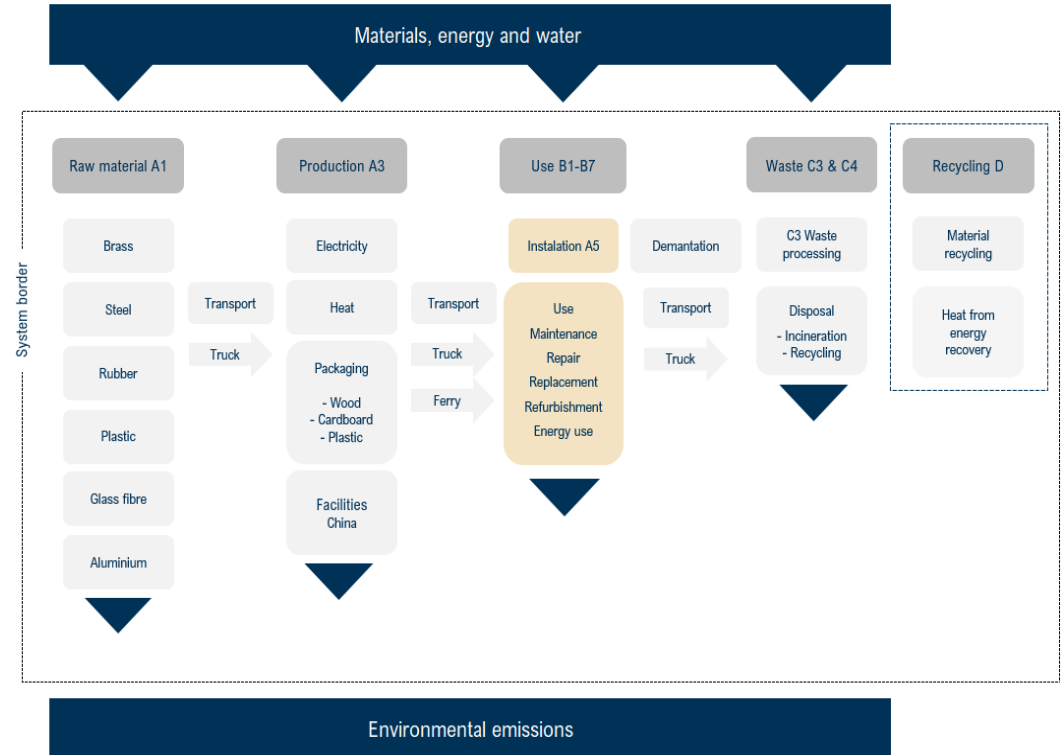 Materials, energy and water
System border
Raw material A1
Brass
Steel
Rubber
Plastic
Glass fibre
Aluminium
Transport
Truck
Production A3
Electricity
Heat
Packaging
- Wood
- Cardboard
- Plastic
Facilities
China
Transport
Truck
Ferry
Use B1-B7
Instalation A5
Use
Maintenance
Repair
Replacement
Refurbishment
Energy use
Demantation
Transport
Truck
Waste C3 & C4
C3 Waste
processing
Disposal
- Incineration
- Recycling
Recycling D
Material
recycling
Heat from
energy
recovery
Environmental emissions